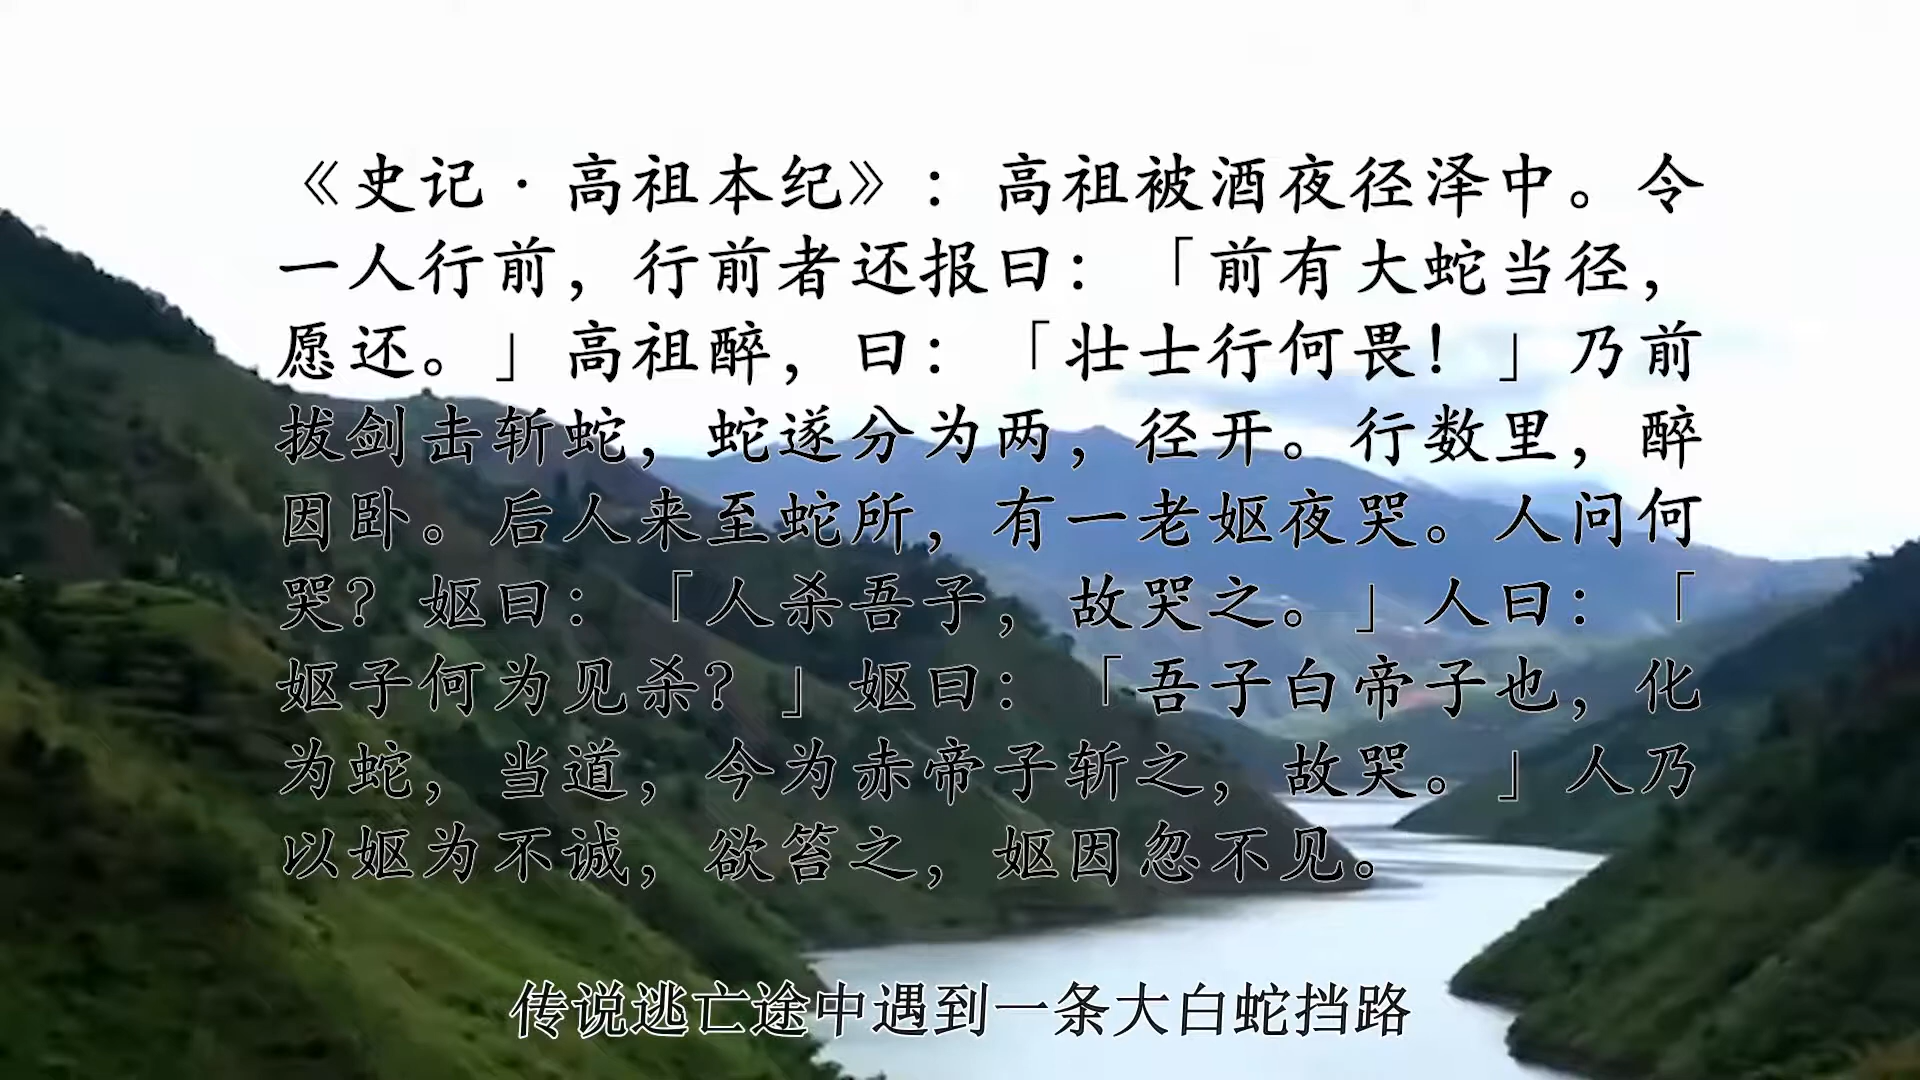 《史记·高祖本纪》：高祖被酒夜径泽中。令
一人行前，行前者还报曰：「前有大蛇当径，
愿还。」高祖醉，曰：「壮士行何畏！」乃前
拔剑击斩蛇，蛇遂分为两，径开。行数里，醉
因卧。后人来至蛇所，有一老妪夜哭。人问何
哭？妪曰：「人杀吾子，故哭之。」人曰：「
妪子何为见杀？」妪曰：「吾子白帝子也，化
为蛇，当道，今为赤帝子斩之，故哭。」人乃
以妪为不诚，欲笞之，妪因忽不见。
传说逃亡途中遇到一条大白蛇挡路